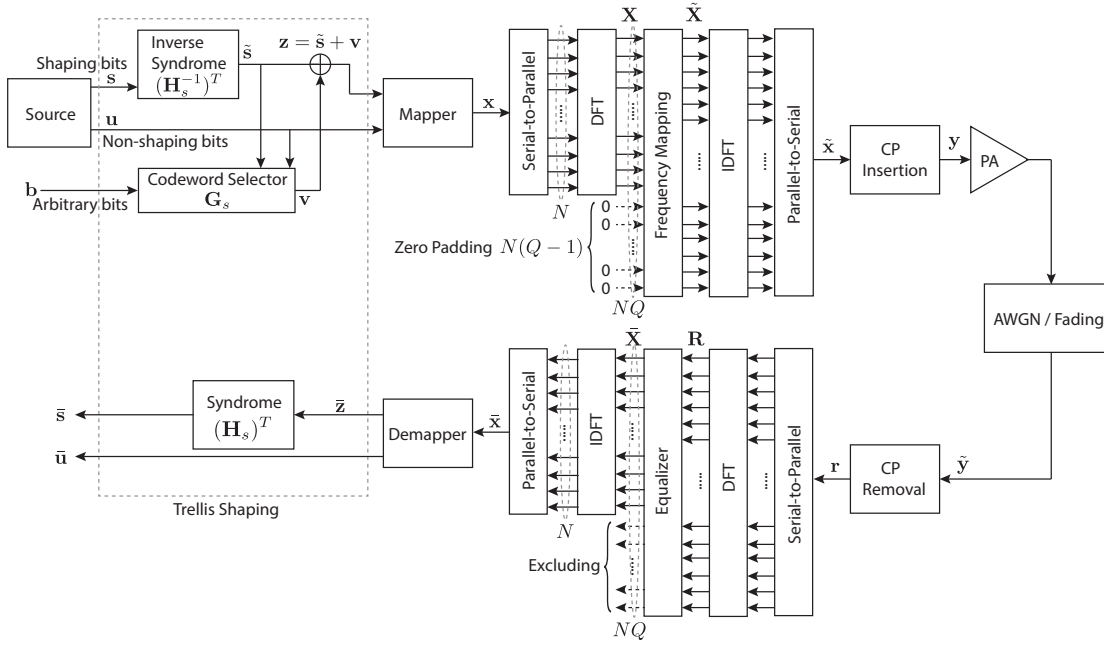 Source
Shaping bits
s
u
Non-shaping bits
b
Arbitrary bits
Inverse
Syndrome
(H_s^{-1})^T
s̃
z = s̃ + v
Codeword Selector
G_s
v
Mapper
x
Serial-to-Parallel
N
DFT
X
Frequency Mapping
X̃
IDFT
Parallel-to-Serial
x̃
CP
Insertion
y
PA
0
0
0
0
Zero Padding N(Q − 1)
NQ
AWGN / Fading
ỹ
CP
Removal
r
Serial-to-Parallel
DFT
R
Equalizer
X̄
IDFT
N
Parallel-to-Serial
x̄
Excluding
NQ
Demapper
z̄
Syndrome
(H_s)^T
s̄
ū
Trellis Shaping